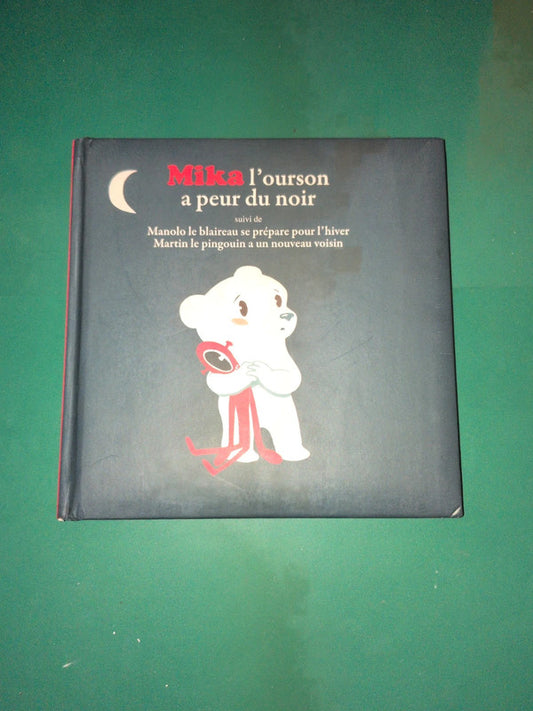 Mika l'ourson
a peur du noir
suivi de
Manolo le blaireau se prépare pour l'hiver
Martin le pingouin a un nouveau voisin